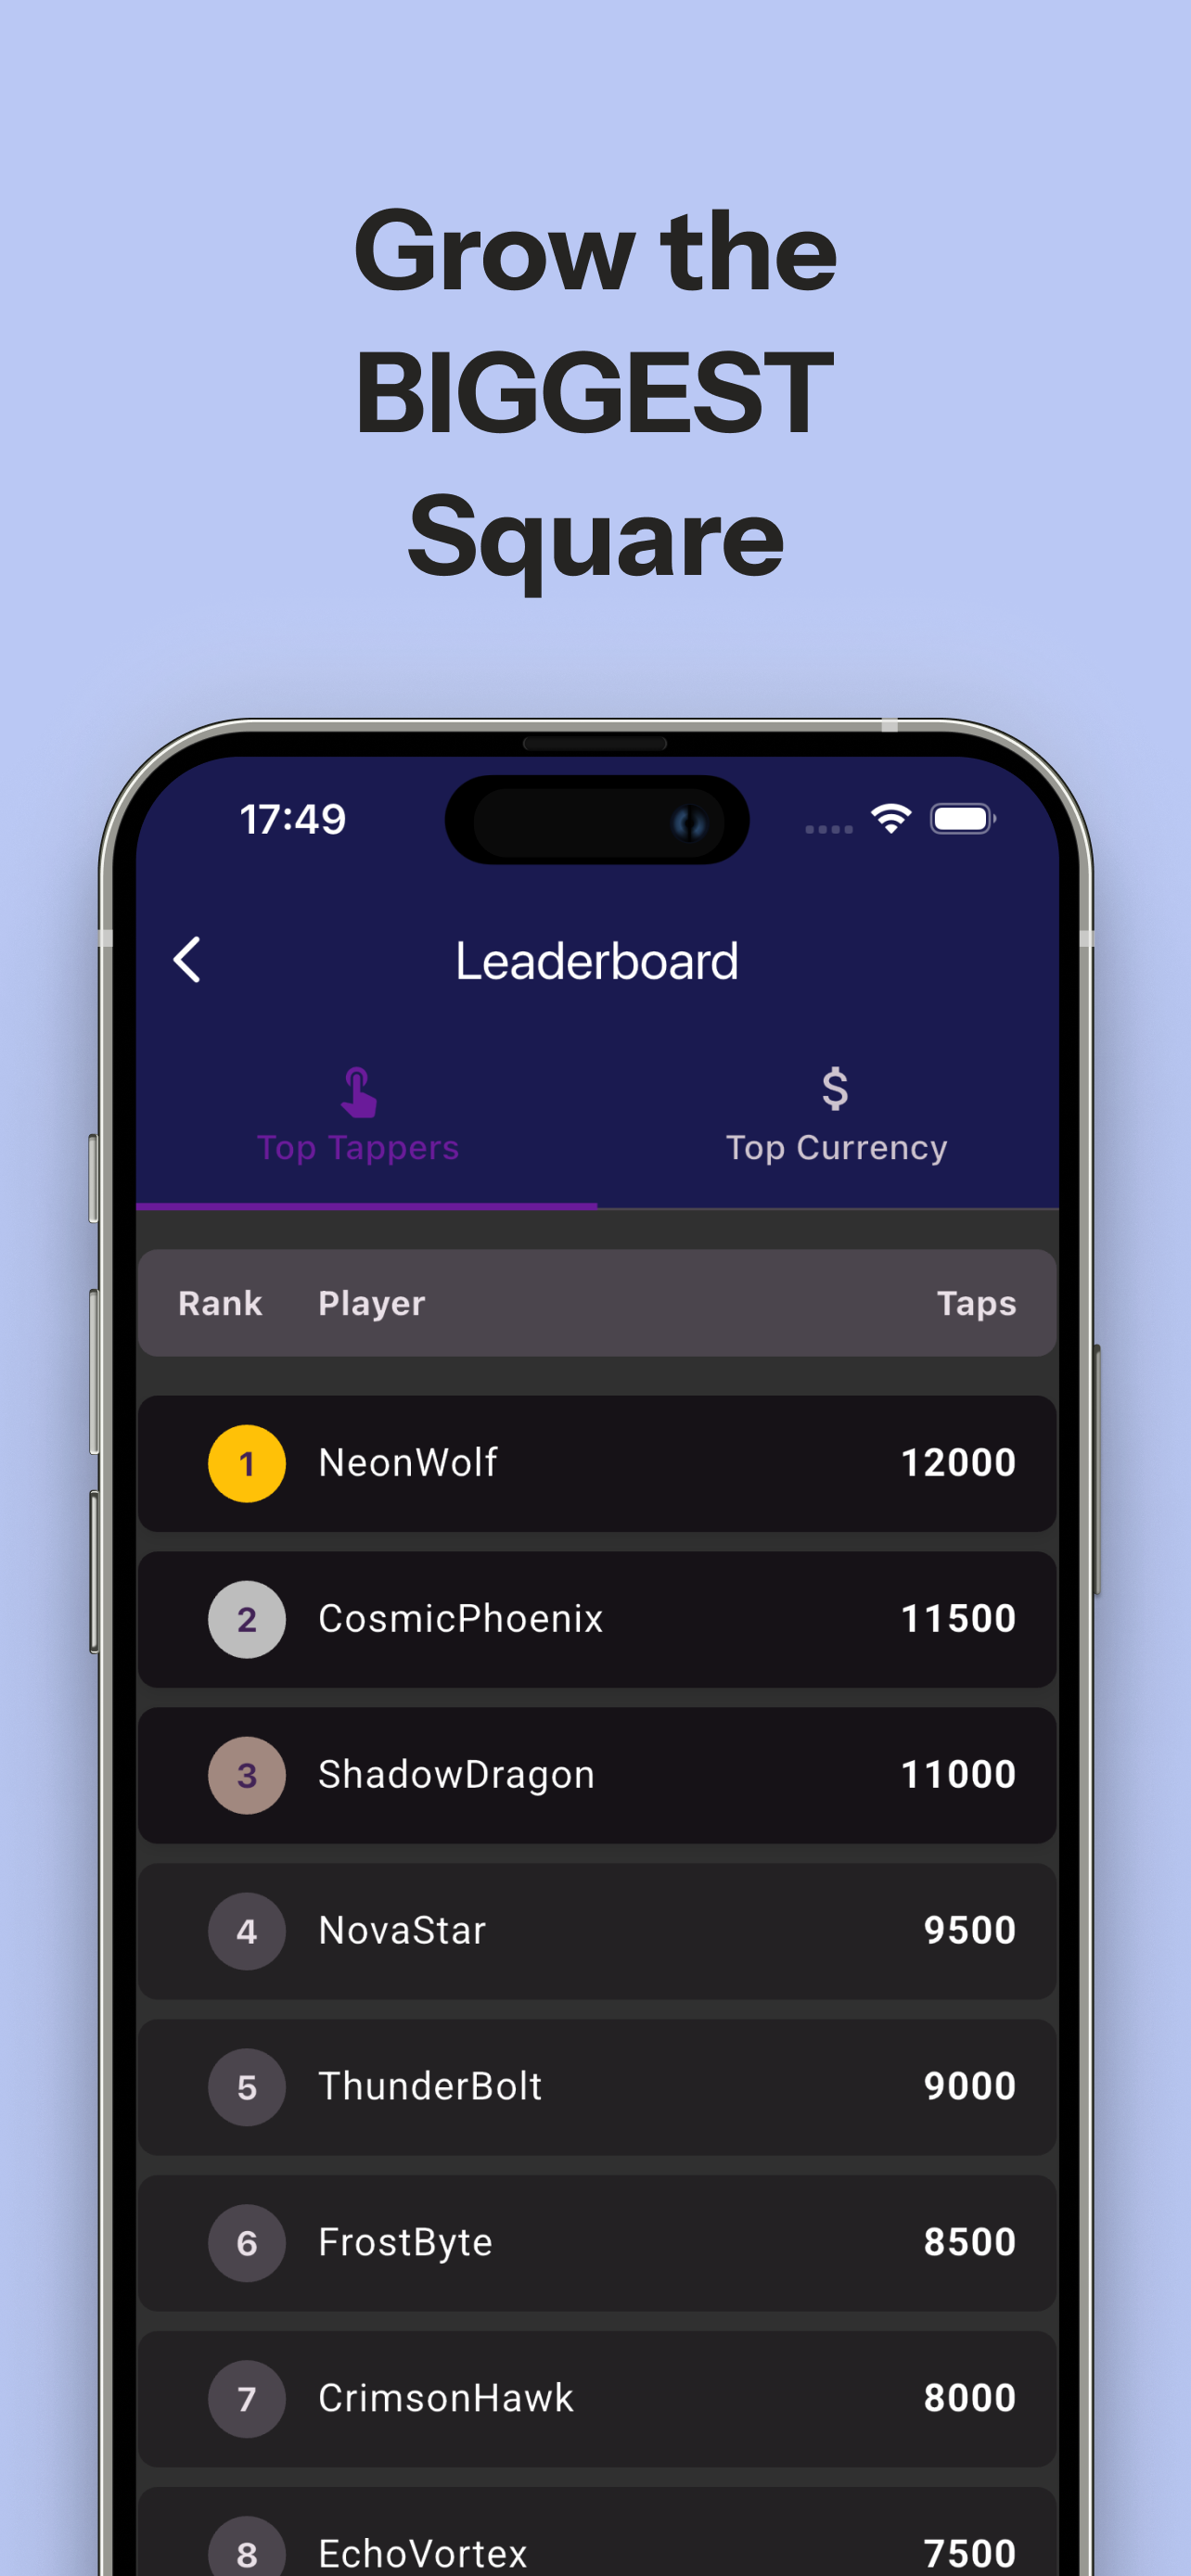 Grow the
BIGGEST
Square
17:49
Leaderboard
$
Top Tappers Top Currency
Rank Player Taps
1 NeonWolf 12000
2 CosmicPhoenix 11500
3 ShadowDragon 11000
4 NovaStar 9500
5 ThunderBolt 9000
6 FrostByte 8500
7 CrimsonHawk 8000
8 EchoVortex 7500